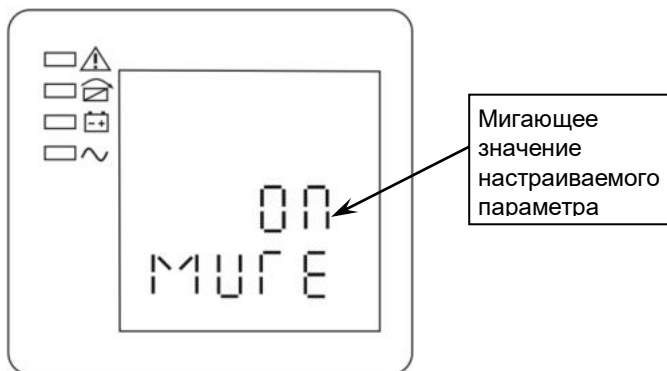 Мигающее
значение
настраиваемого
параметра
ON
MUTE